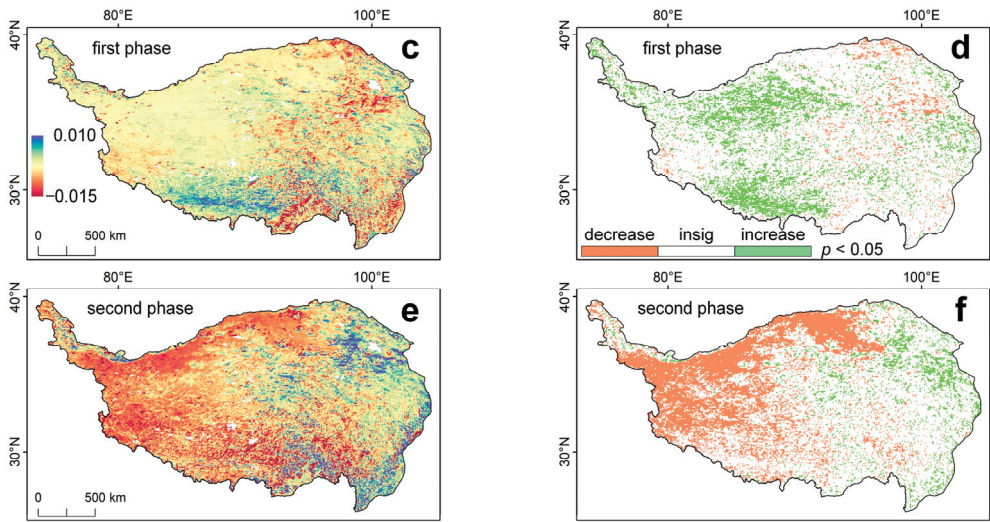 80°E 100°E
40°N
first phase
c
0.010
−0.015
30°N
0 500 km
80°E 100°E
40°N
first phase
d
30°N
decrease insig increase p < 0.05
80°E 100°E
40°N
second phase
e
30°N
0 500 km
80°E 100°E
40°N
second phase
f
30°N